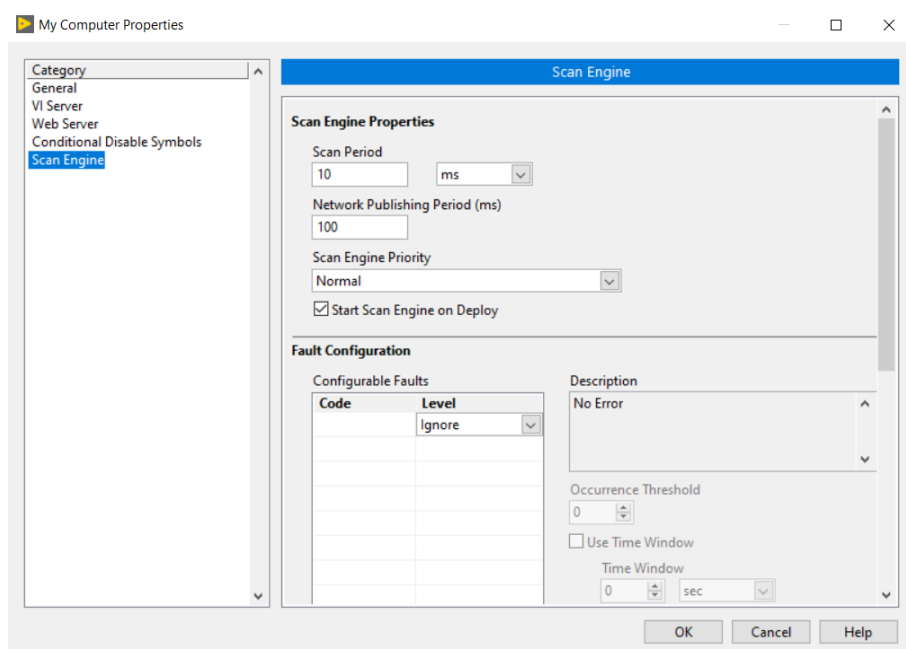 My Computer Properties
Category
General
VI Server
Web Server
Conditional Disable Symbols
Scan Engine
Scan Engine
Scan Engine Properties
Scan Period
10 ms
Network Publishing Period (ms)
100
Scan Engine Priority
Normal
Start Scan Engine on Deploy
Fault Configuration
Configurable Faults
Code Level
Ignore
Description
No Error
Occurrence Threshold
0
Use Time Window
Time Window
0 sec
OK Cancel Help